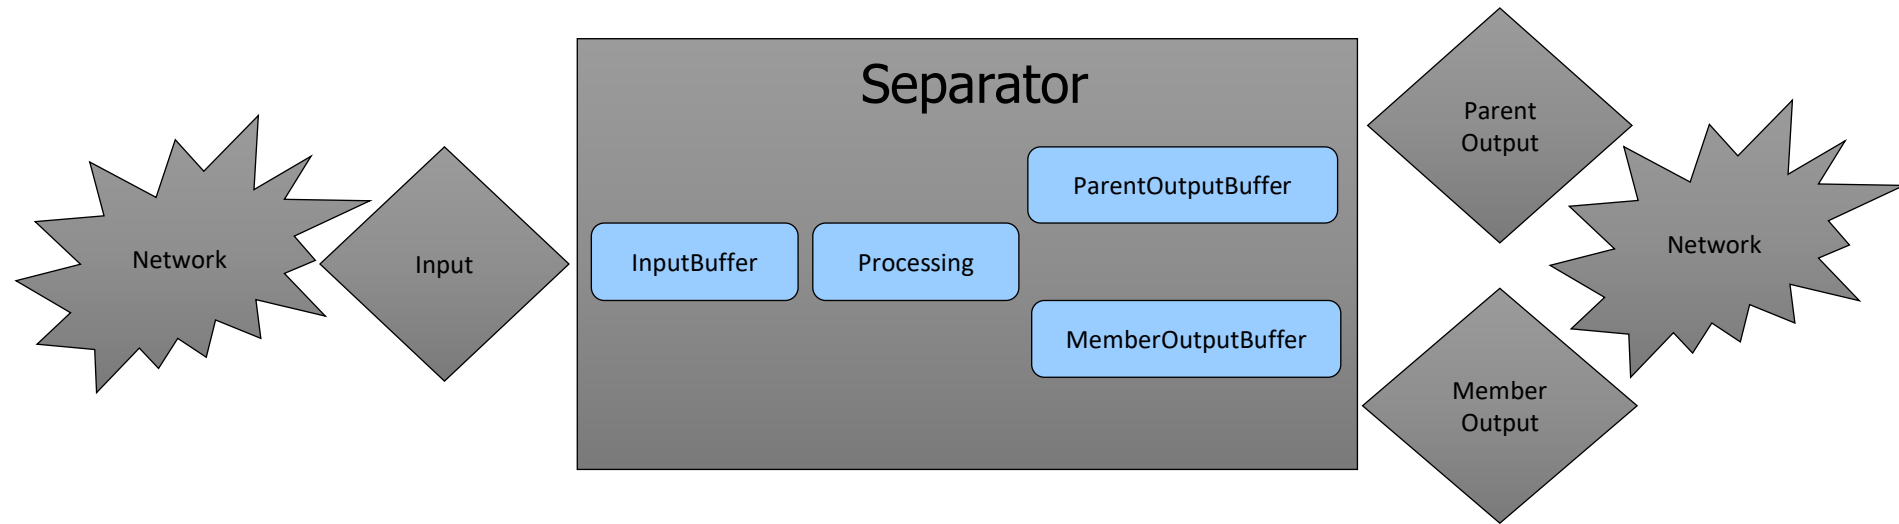 Separator
Network
Input
InputBuffer
Processing
ParentOutputBuffer
MemberOutputBuffer
Parent
Output
Member
Output
Network